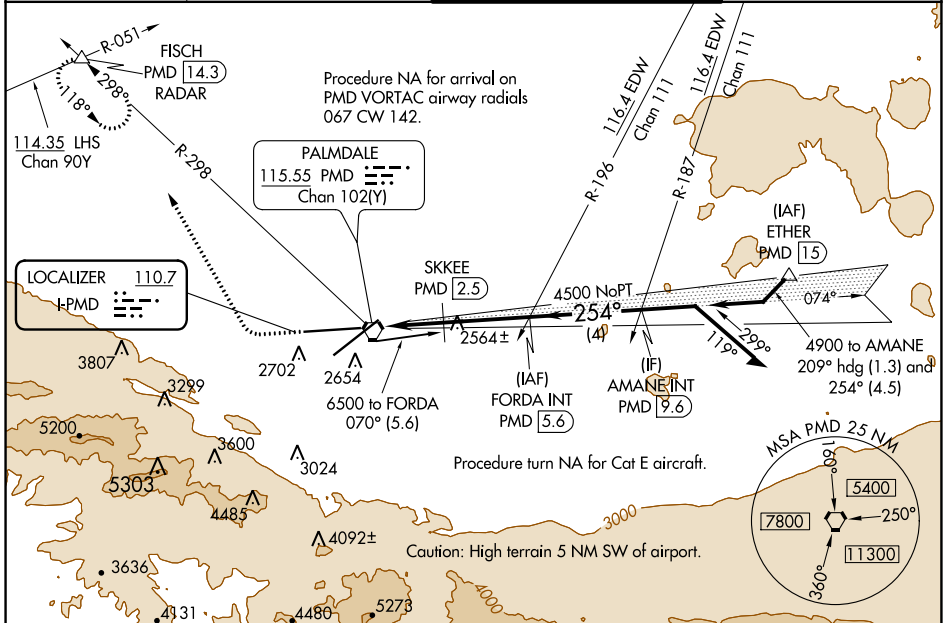 R-051
FISCH
PMD 14.3
RADAR
298°
118°
114.35 LHS
Chan 90Y
R-298
Procedure NA for arrival on
PMD VORTAC airway radials
067 CW 142.
116.4 EDW
Chan 111
R-196
116.4 EDW
Chan 111
R-187
PALMDALE
115.55 PMD
Chan 102(Y)
(IAF)
ETHER
PMD 15
LOCALIZER 110.7
I-PMD
SKKEE
PMD 2.5
4500 NoPT
254°
(4)
074°
2564±
299°
119°
4900 to AMANE
209° hdg (1.3) and
254° (4.5)
3807
2702
2654
6500 to FORDA
070° (5.6)
(IAF)
FORDA INT
PMD 5.6
(IF)
AMANE INT
PMD 9.6
3299
5200
3600
3024
5303
4485
Procedure turn NA for Cat E aircraft.
MSA PMD 25 NM
160°
5400
7800
250°
11300
360°
3000
4092±
Caution: High terrain 5 NM SW of airport.
3636
4131
4480
5273
4000